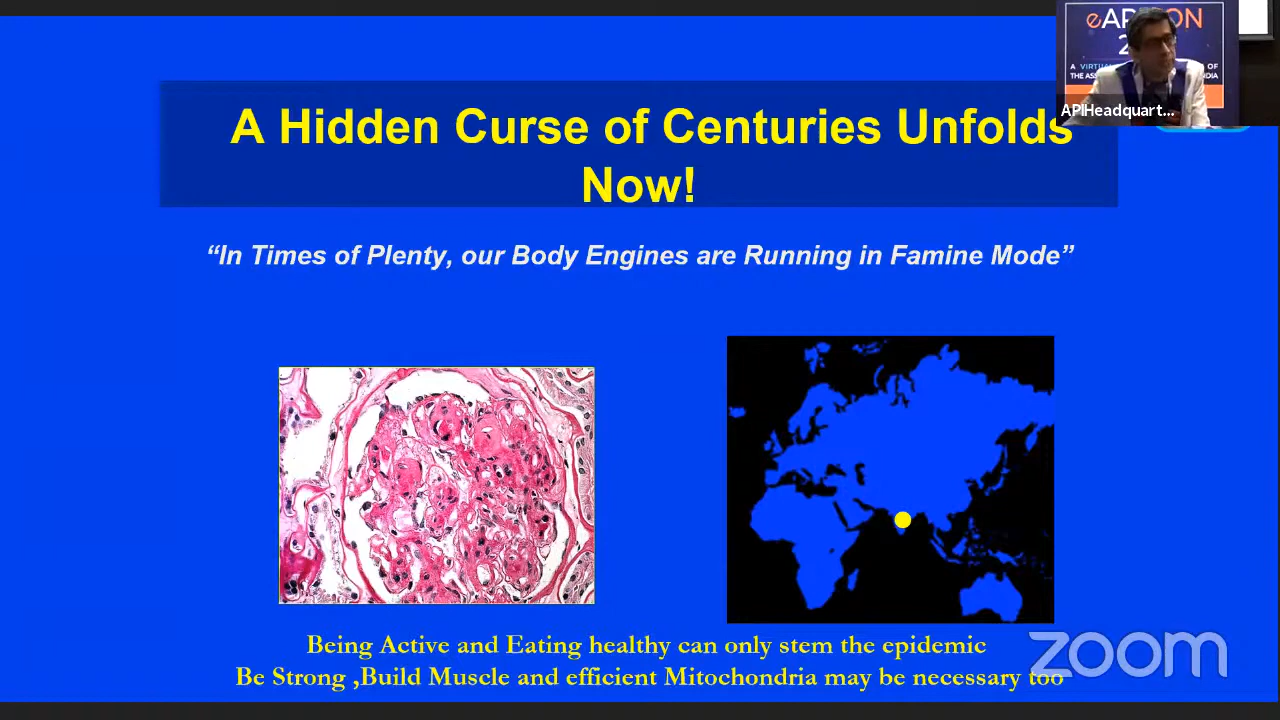 A Hidden Curse of Centuries Unfolds
Now!
“In Times of Plenty, our Body Engines are Running in Famine Mode”
APIHeadquart...
Being Active and Eating healthy can only stem the epidemic
Be Strong ,Build Muscle and efficient Mitochondria may be necessary too
zoom